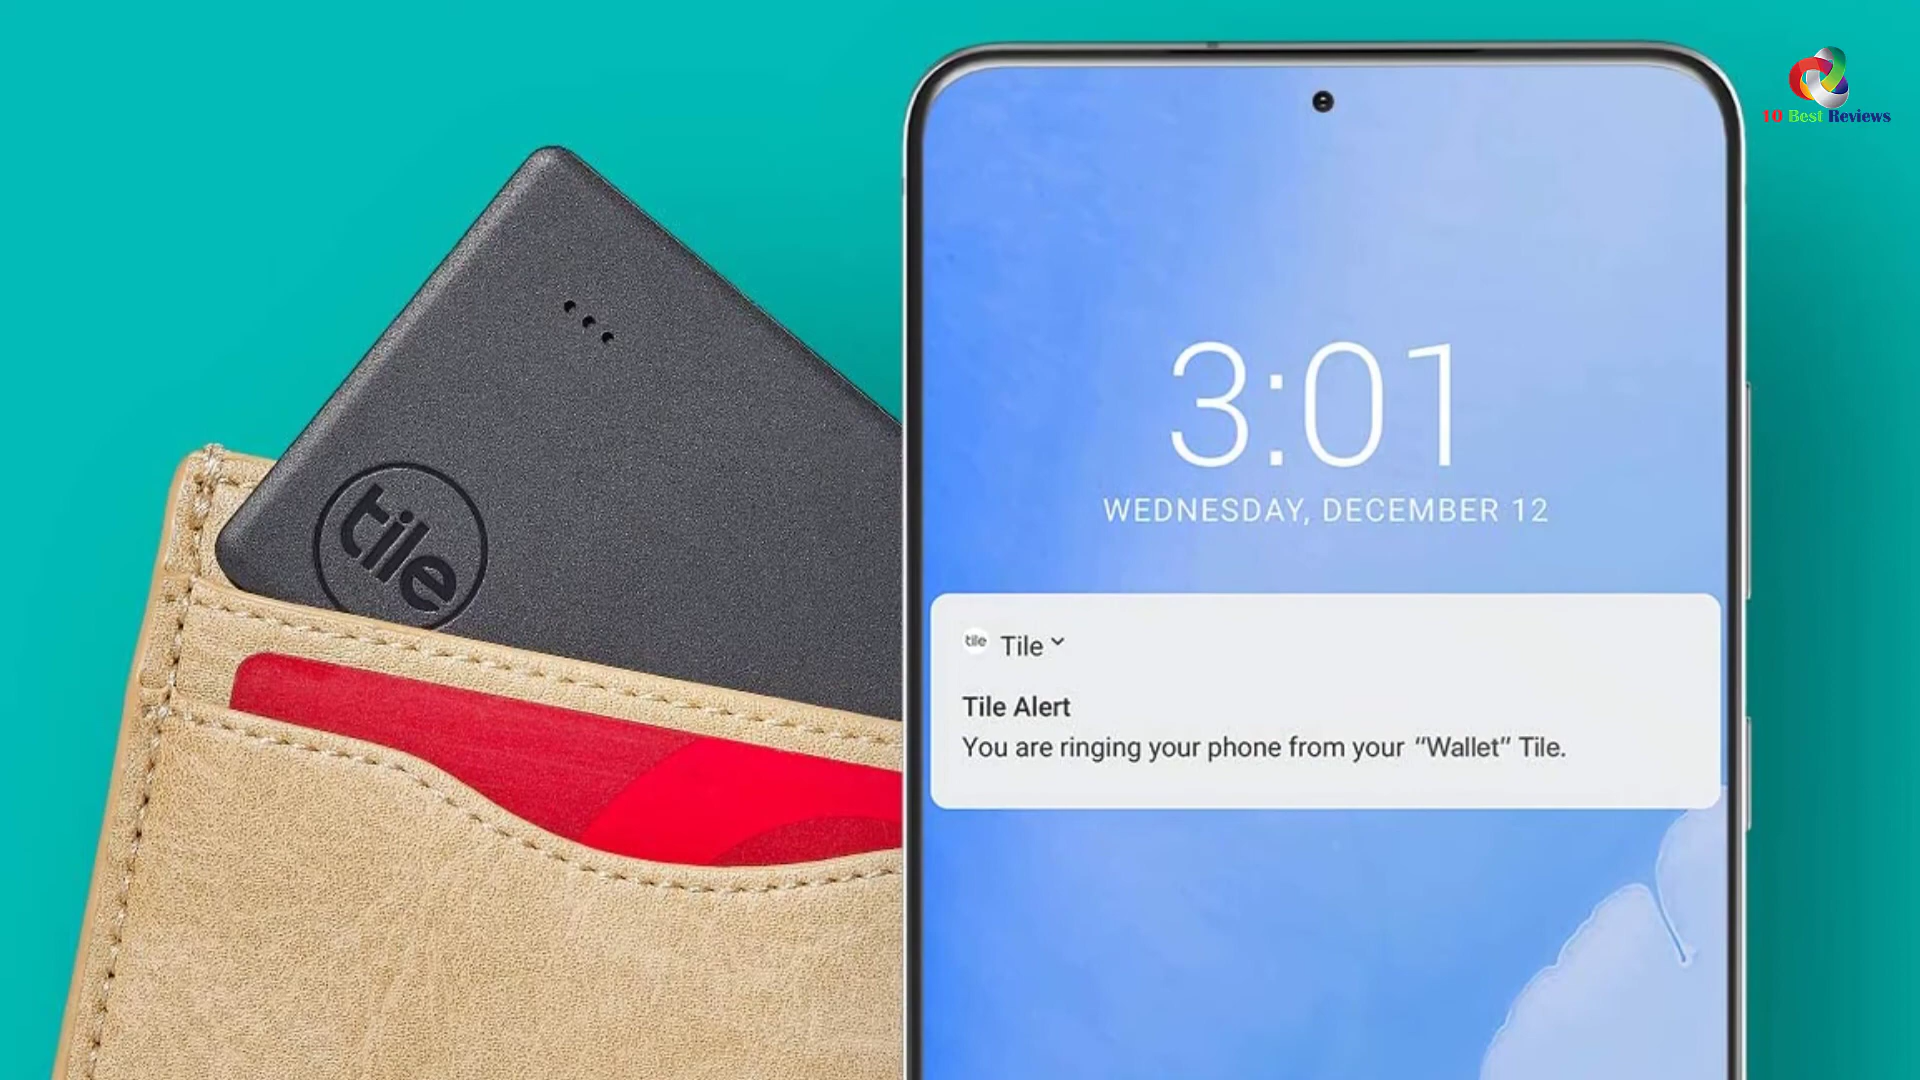 10 Best Reviews
tile
3:01
WEDNESDAY, DECEMBER 12
tile Tile
Tile Alert
You are ringing your phone from your “Wallet” Tile.